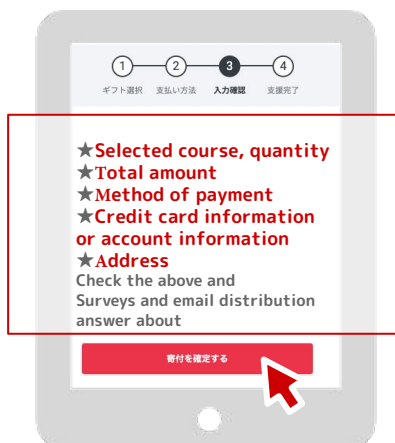 1 2 3 4
ギフト選択 支払い方法 入力確認 支援完了
★Selected course, quantity
★Total amount
★Method of payment
★Credit card information
or account information
★Address
Check the above and
Surveys and email distribution
answer about
寄付を確定する